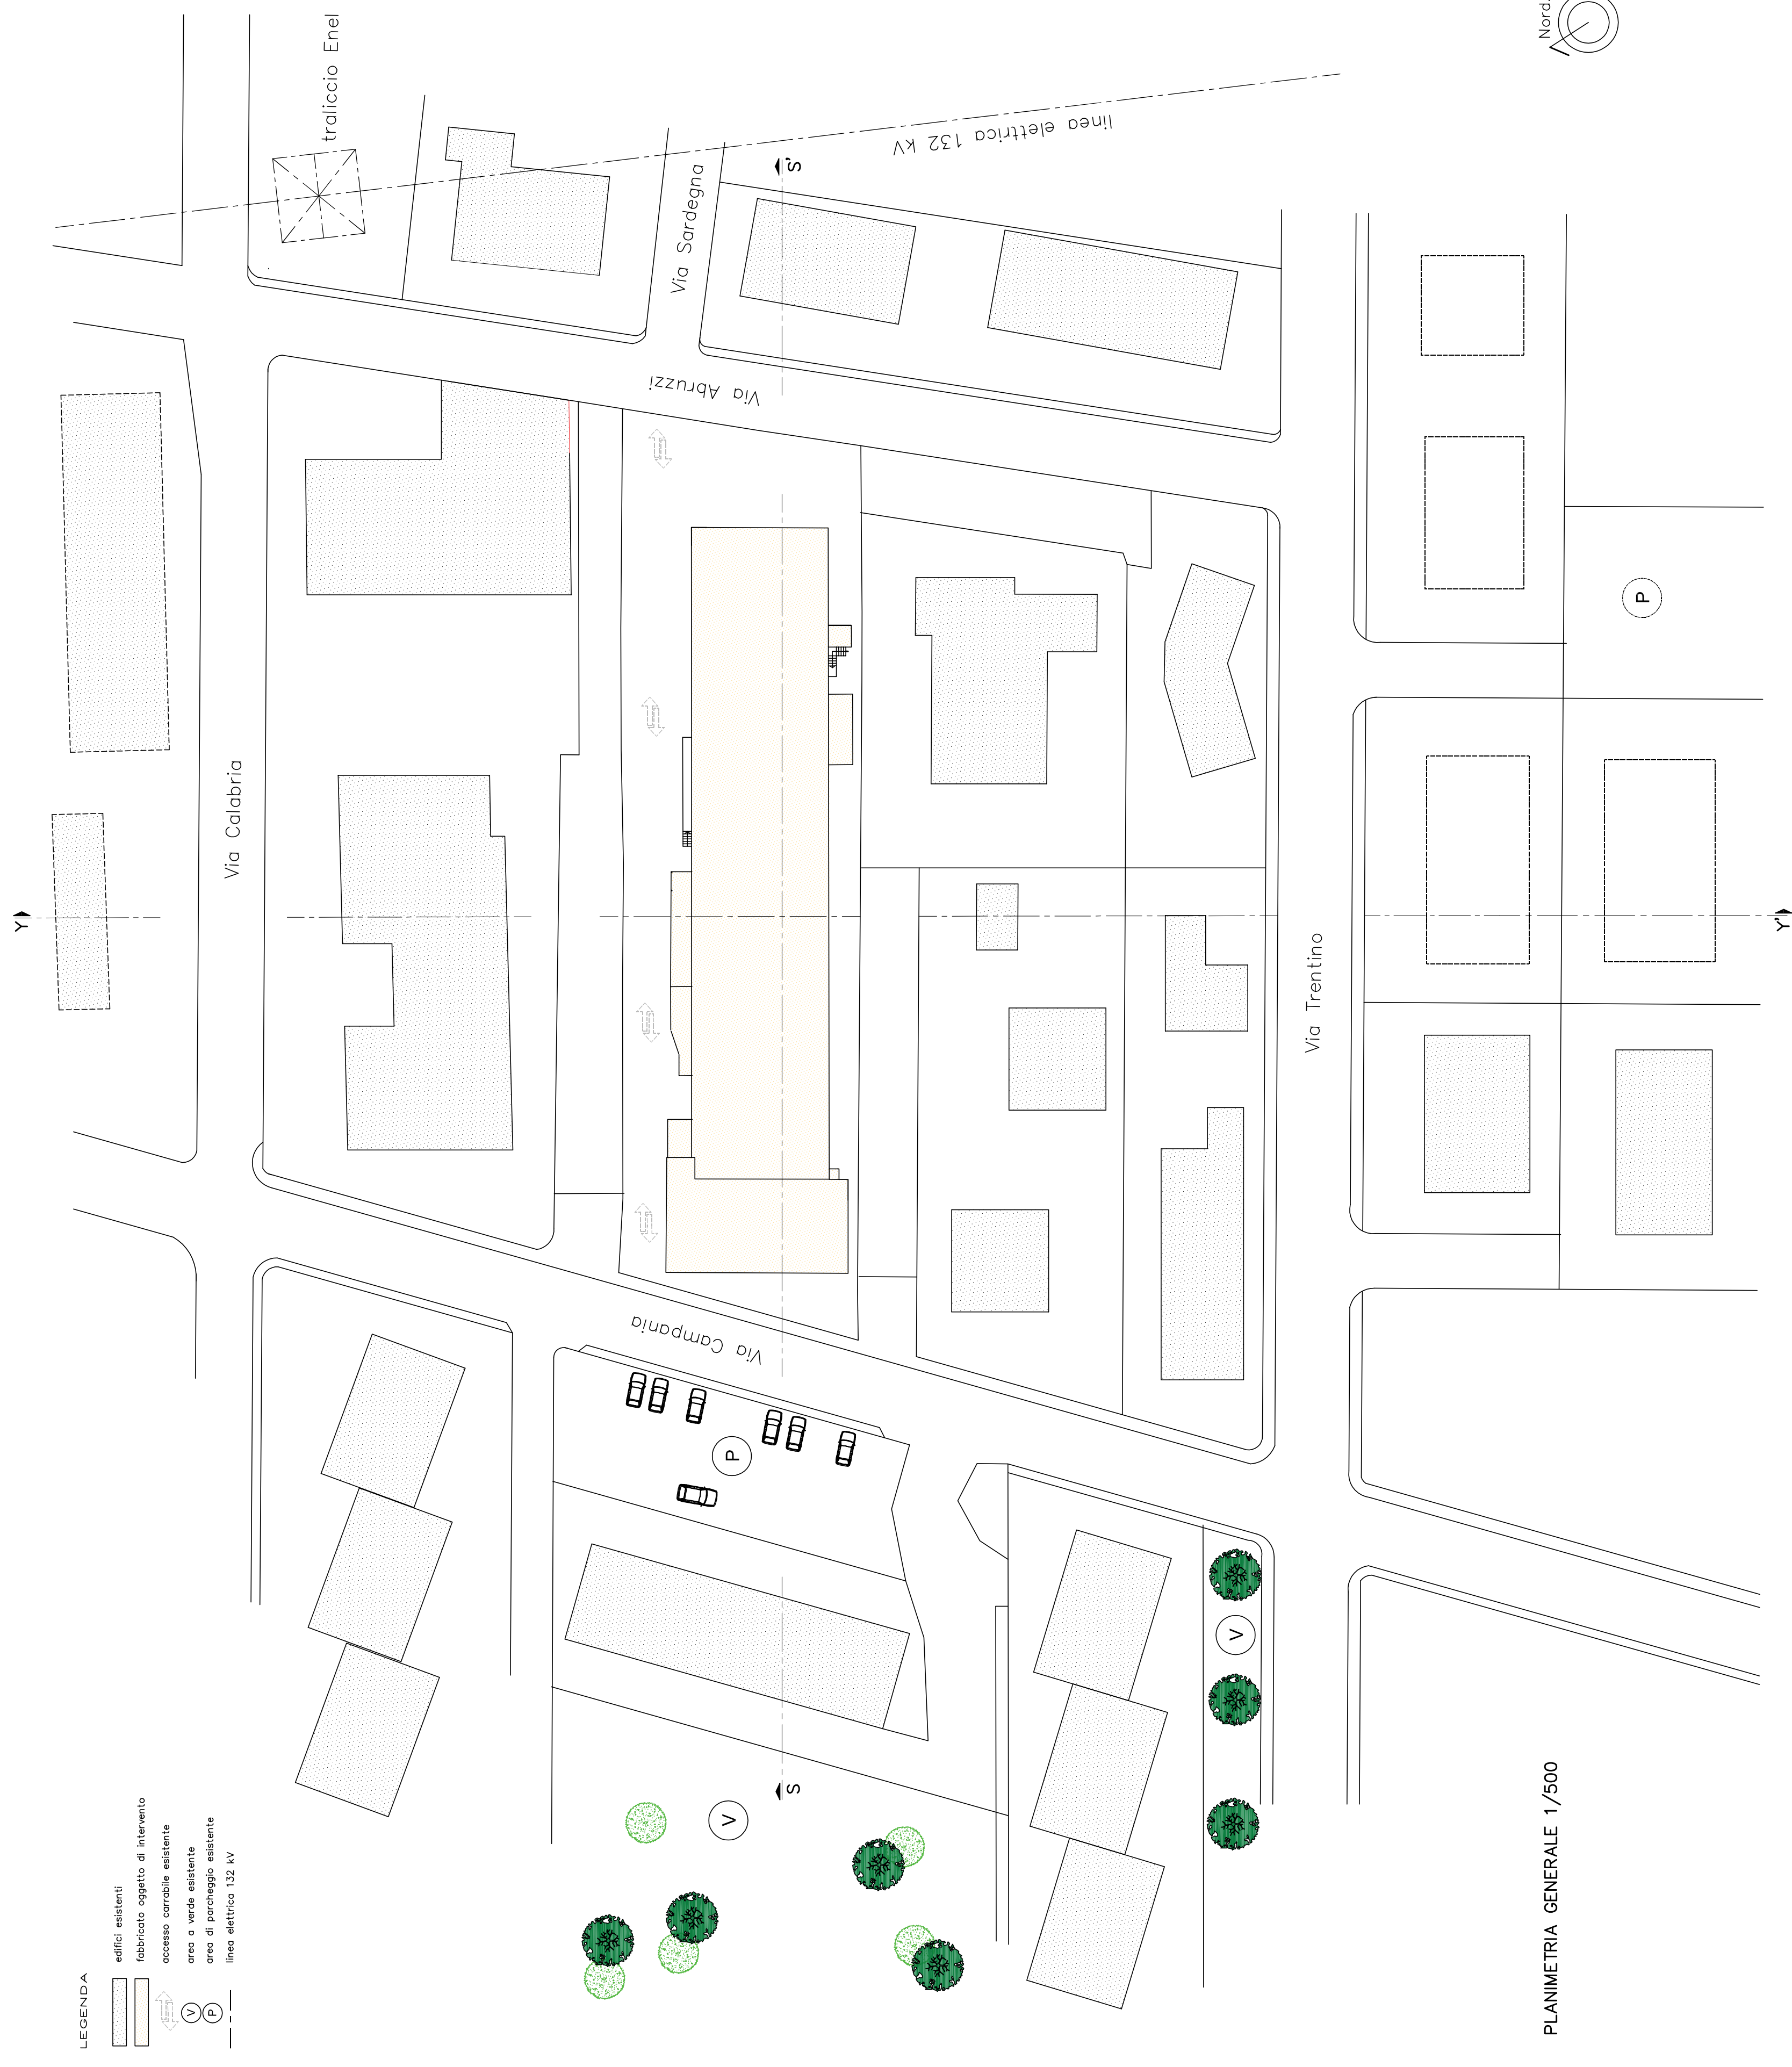 LEGENDA
edifici esistenti
fabbricato oggetto di intervento
accesso carrabile esistente
V
area a verde esistente
P
area di parcheggio esistente
linea elettrica 132 kV
PLANIMETRIA GENERALE 1/500
Nord.
traliccio Enel
linea elettrica 132 kV
Via Sardegna
S'
Via Abruzzi
Via Calabria
Y
Y'
Via Trentino
Via Campania
P
P
V
V
S